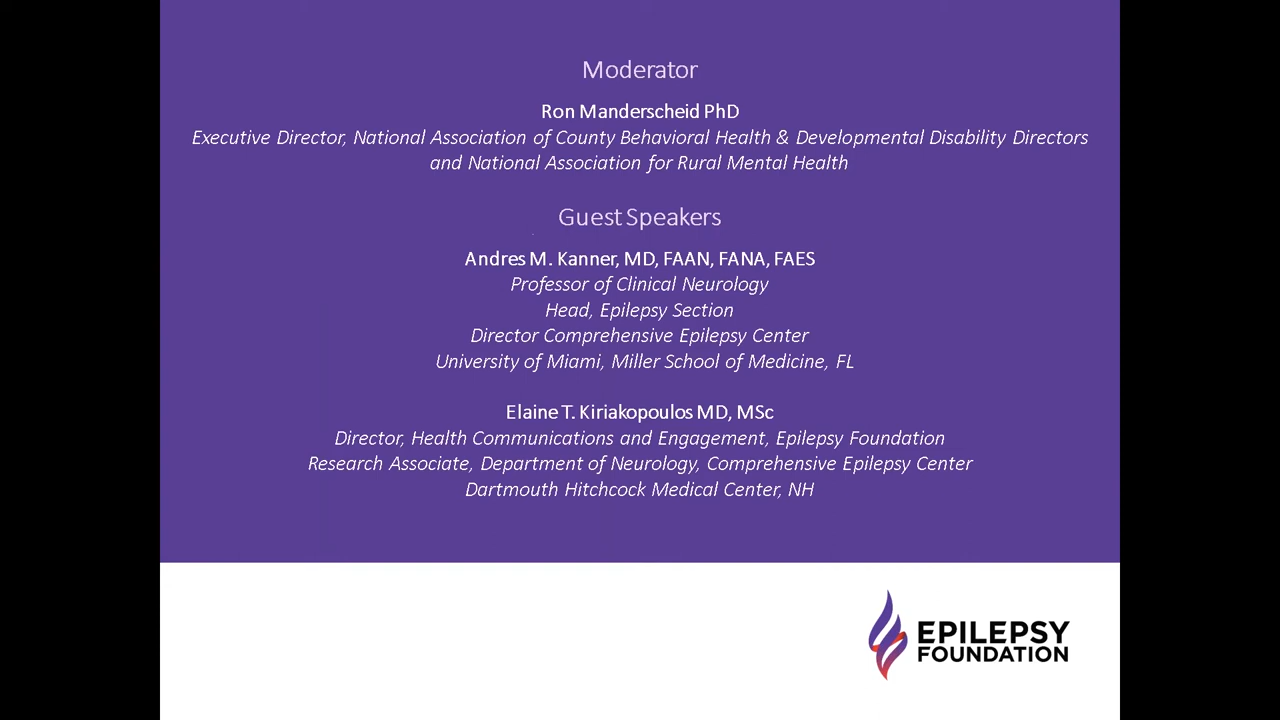 Moderator
Ron Manderscheid PhD
Executive Director, National Association of County Behavioral Health & Developmental Disability Directors
and National Association for Rural Mental Health
Guest Speakers
Andres M. Kanner, MD, FAAN, FANA, FAES
Professor of Clinical Neurology
Head, Epilepsy Section
Director Comprehensive Epilepsy Center
University of Miami, Miller School of Medicine, FL
Elaine T. Kiriakopoulos MD, MSc
Director, Health Communications and Engagement, Epilepsy Foundation
Research Associate, Department of Neurology, Comprehensive Epilepsy Center
Dartmouth Hitchcock Medical Center, NH
EPILEPSY
FOUNDATION